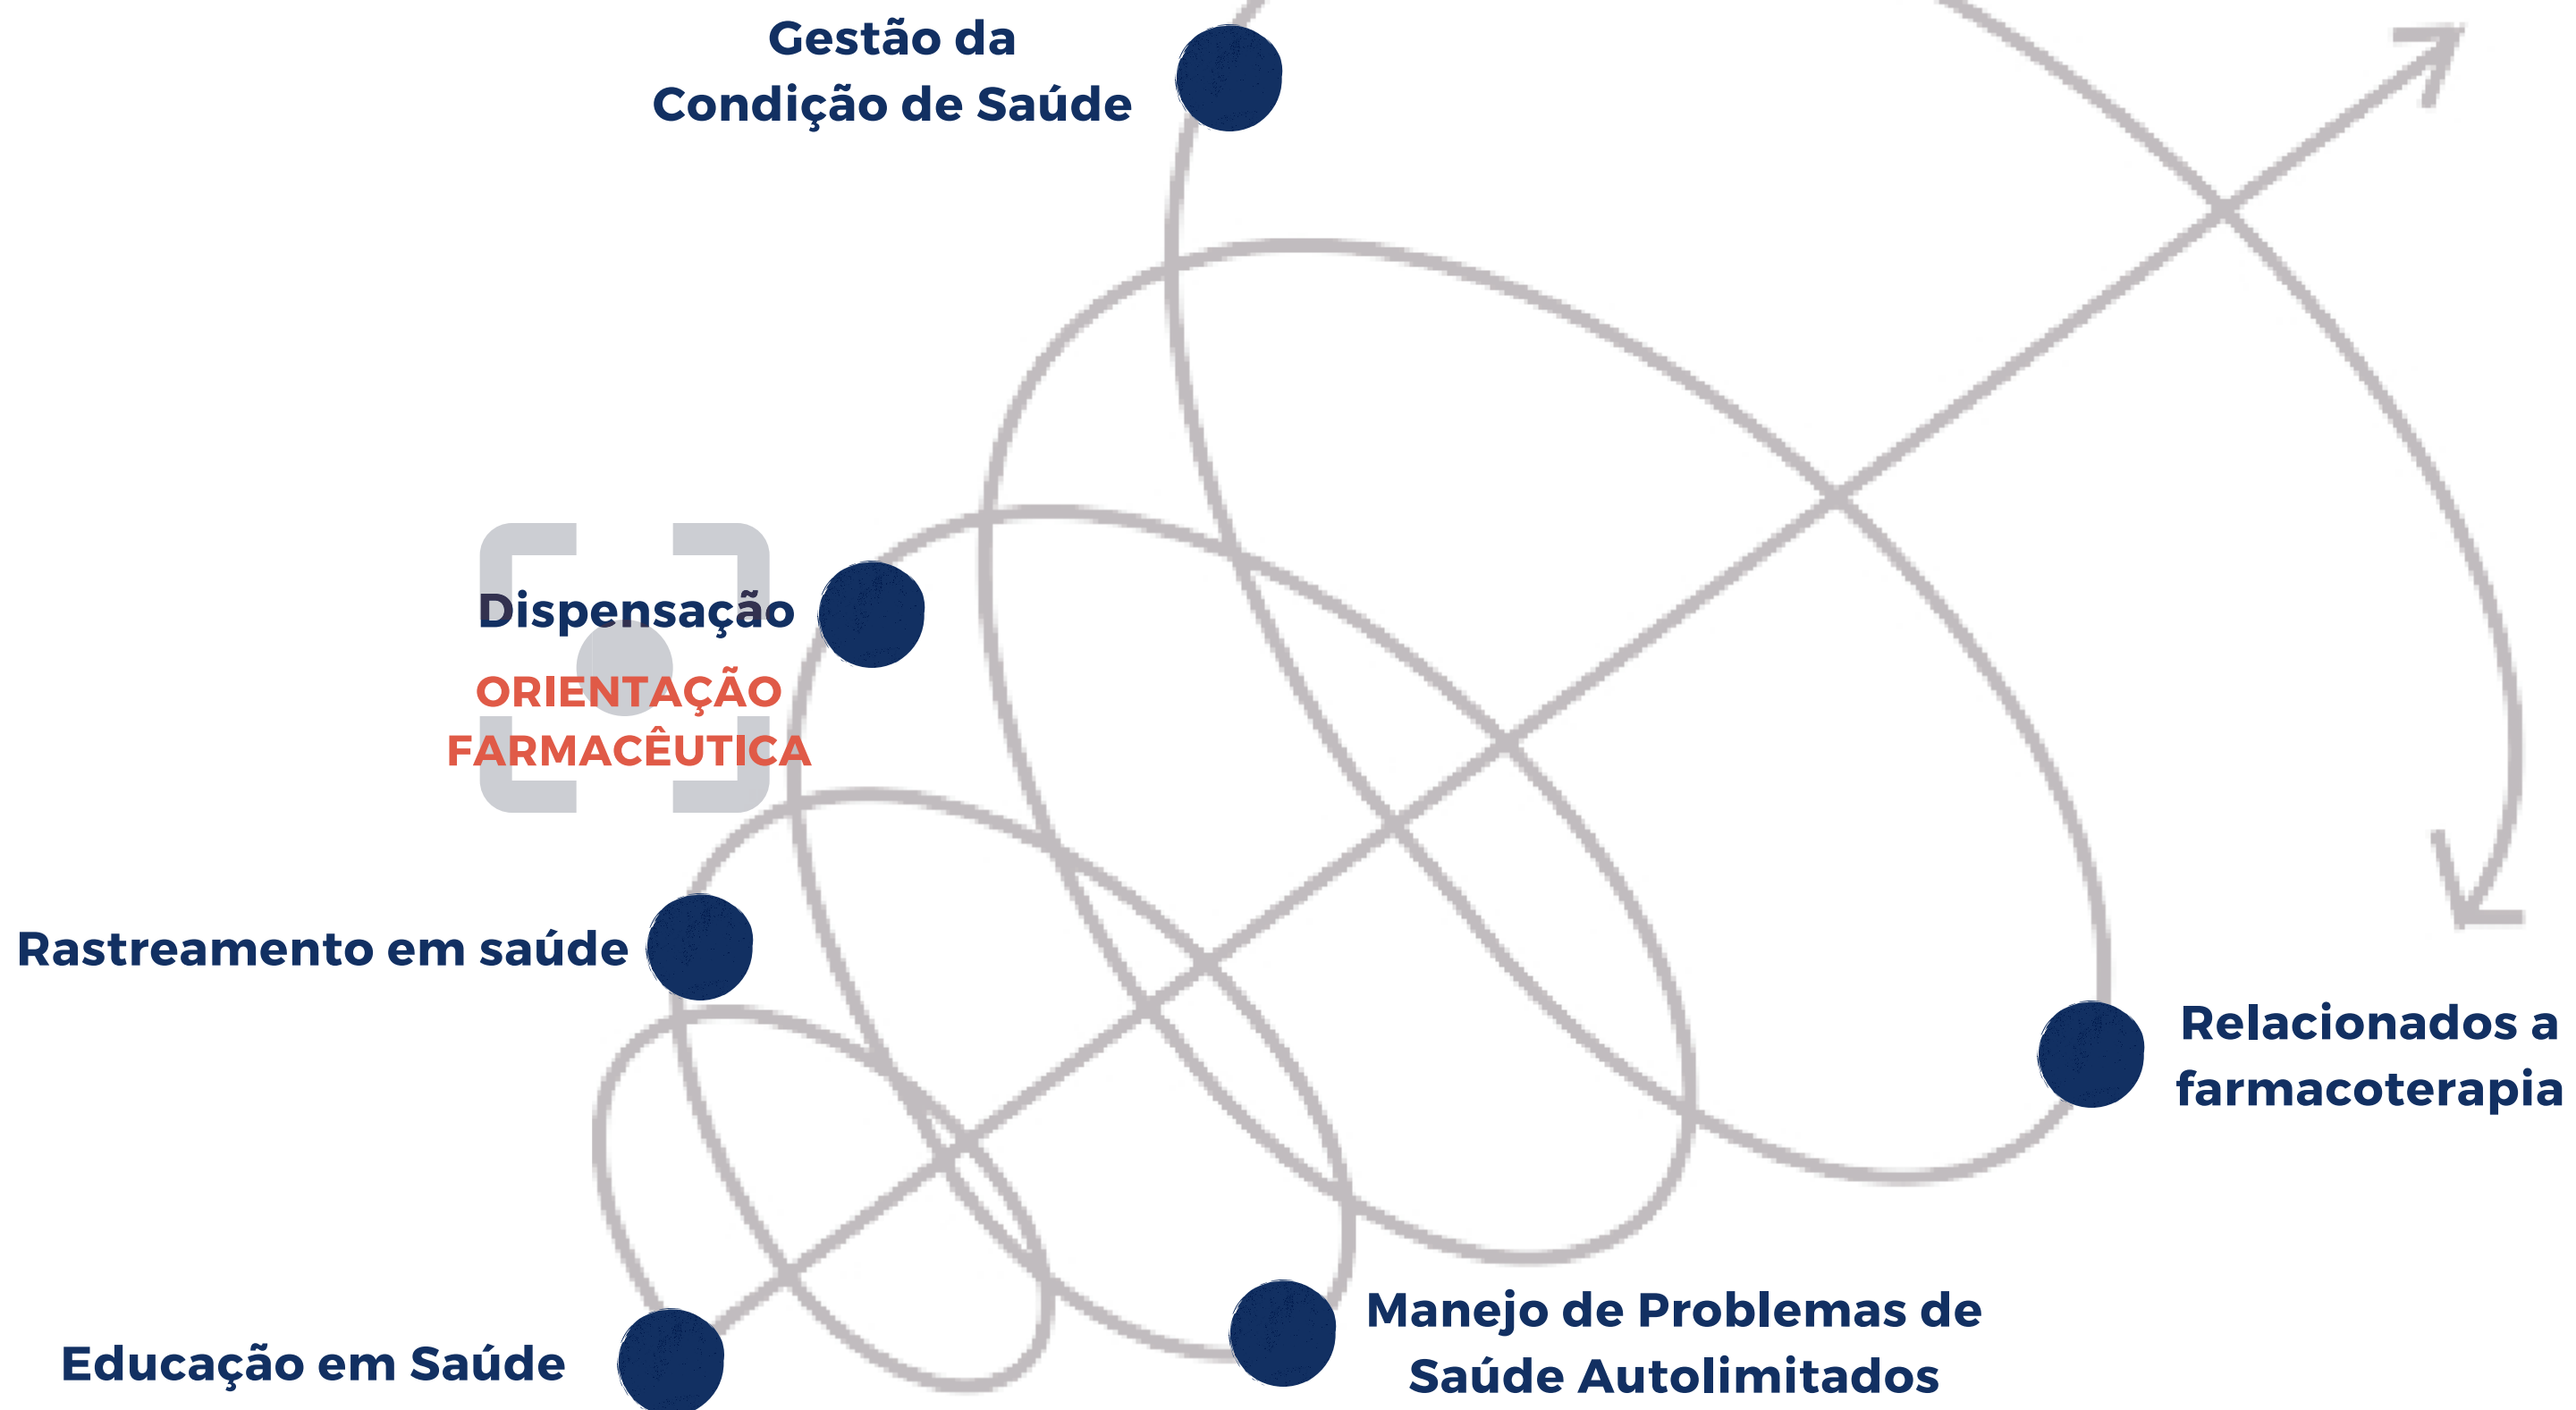 Gestão da
Condição de Saúde
Dispensação
ORIENTAÇÃO
FARMACÊUTICA
Rastreamento em saúde
Relacionados a
farmacoterapia
Manejo de Problemas de
Saúde Autolimitados
Educação em Saúde